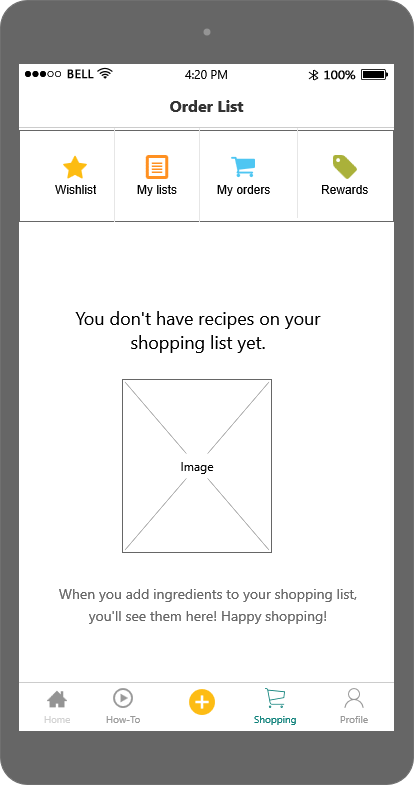 BELL 4:20 PM 100%
Order List
Wishlist My lists My orders Rewards
You don't have recipes on your
shopping list yet.
Image
When you add ingredients to your shopping list,
you'll see them here! Happy shopping!
Home How-To Shopping Profile